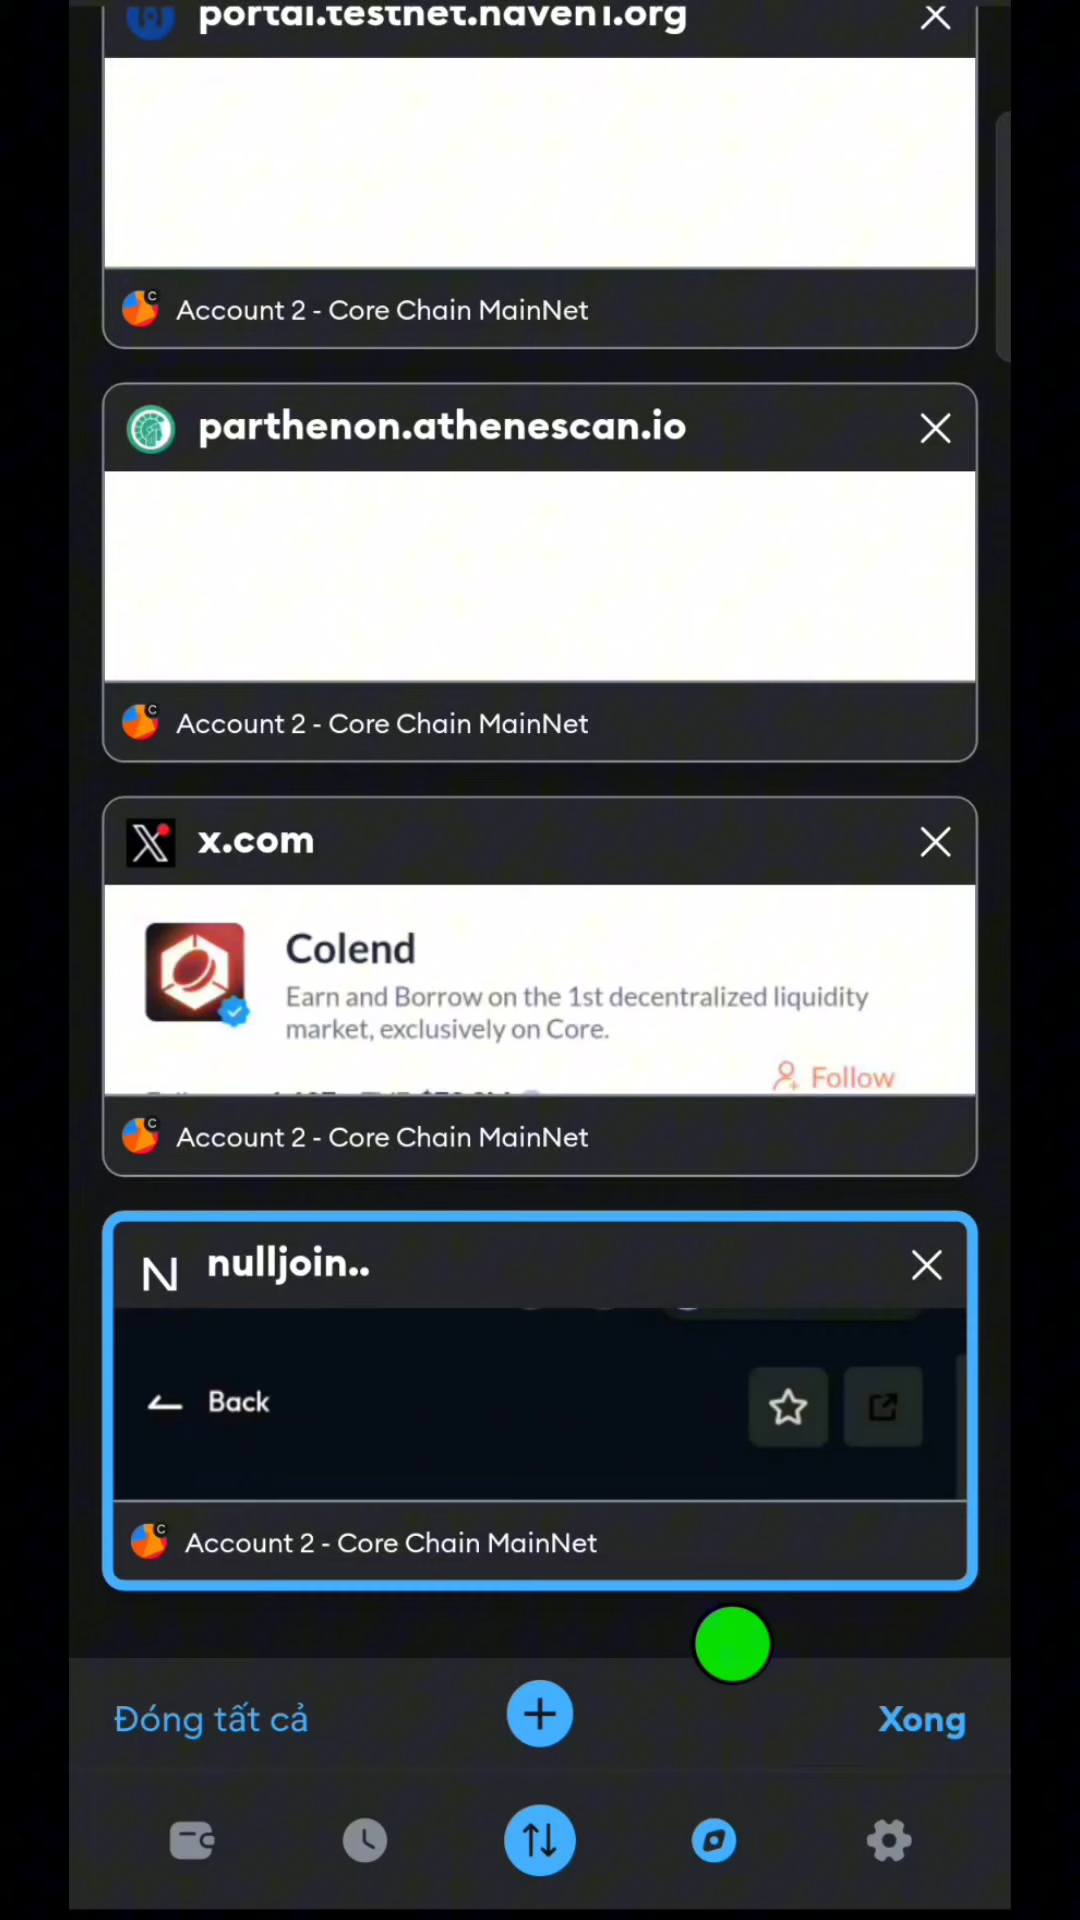 portal.testnet.haven1.org
Account 2 - Core Chain MainNet
parthenon.athenescan.io
Account 2 - Core Chain MainNet
x.com
Colend
Earn and Borrow on the 1st decentralized liquidity
market, exclusively on Core.
Follow
Account 2 - Core Chain MainNet
N nulljoin..
Back
Account 2 - Core Chain MainNet
Đóng tất cả
Xong